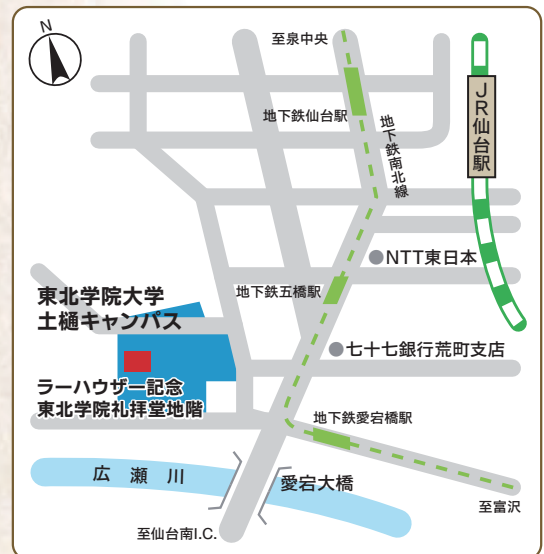 N
至泉中央
JR仙台駅
地下鉄仙台駅
地下鉄南北線
NTT東日本
地下鉄五橋駅
東北学院大学
土樋キャンパス
七十七銀行荒町支店
ラーハウザー記念
東北学院礼拝堂地階
地下鉄愛宕橋駅
広瀬川
愛宕大橋
至富沢
至仙台南I.C.